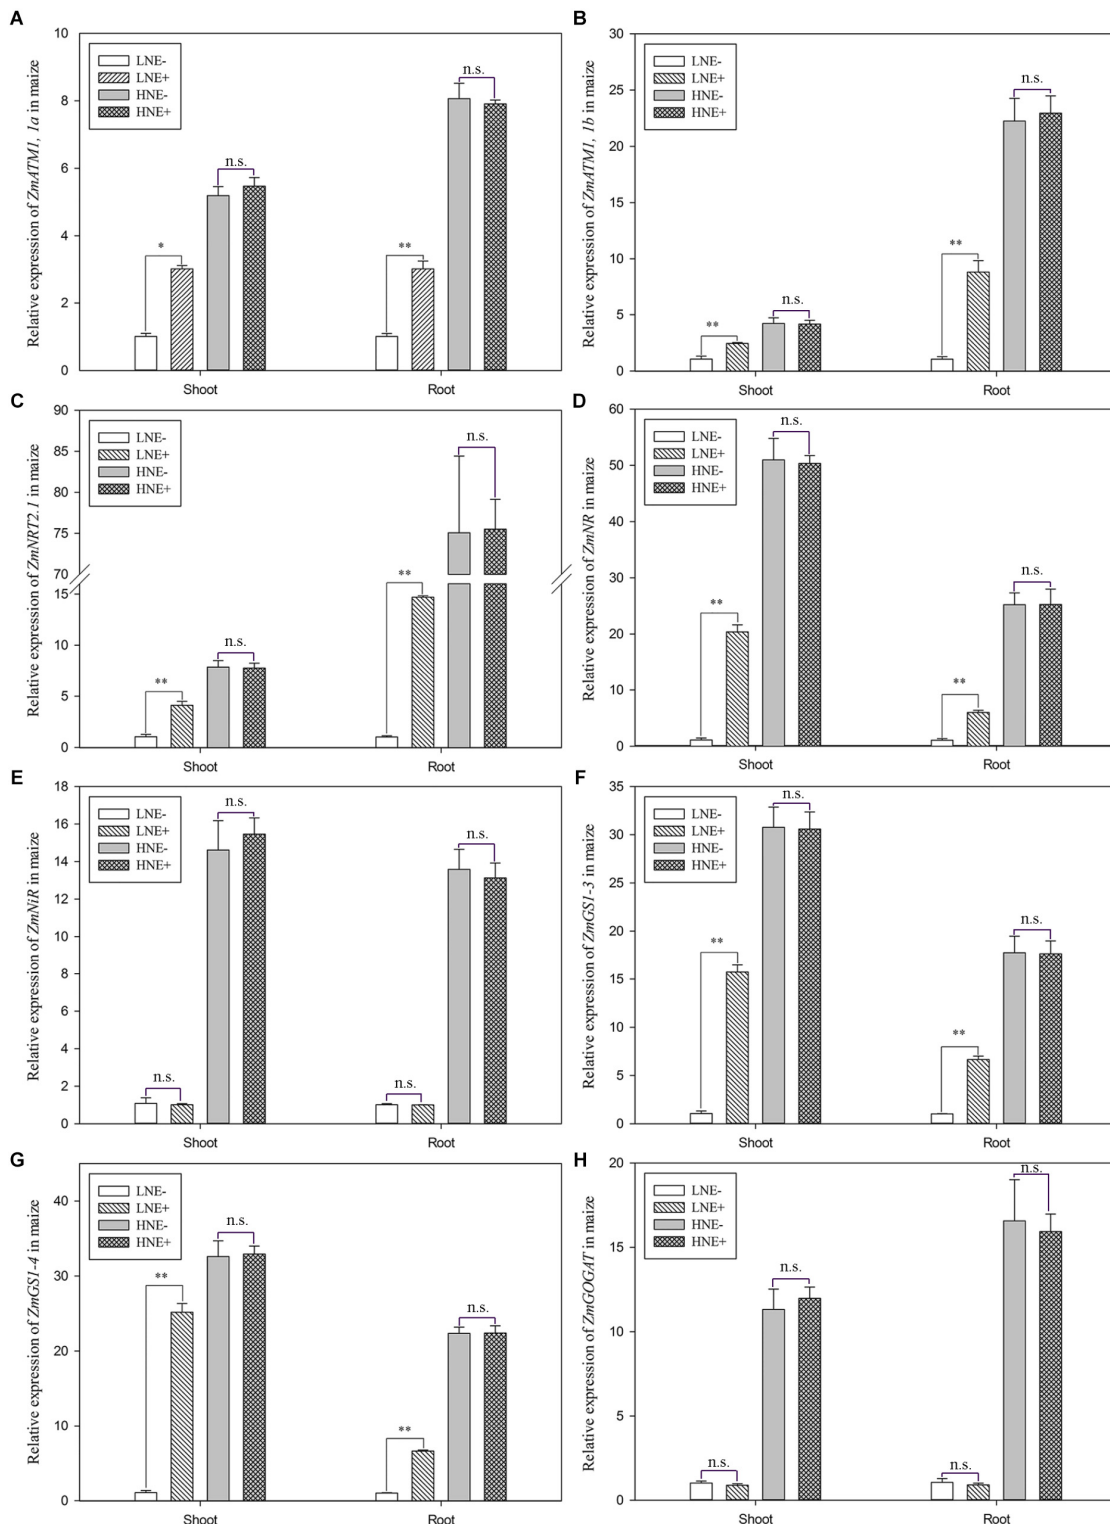 A
Relative expression of ZmATM1, 1a in maize
10
8
6
4
2
0
LNE-
LNE+
HNE-
HNE+
*
n.s.
**
n.s.
Shoot
Root
B
Relative expression of ZmATM1, 1b in maize
30
25
20
15
10
5
0
LNE-
LNE+
HNE-
HNE+
**
n.s.
**
n.s.
Shoot
Root
C
Relative expression of ZmNRT2.1 in maize
90
85
80
75
70
15
10
5
0
LNE-
LNE+
HNE-
HNE+
**
n.s.
**
n.s.
Shoot
Root
D
Relative expression of ZmNR in maize
60
50
40
30
20
10
0
LNE-
LNE+
HNE-
HNE+
**
n.s.
**
n.s.
Shoot
Root
E
Relative expression of ZmNiR in maize
18
16
14
12
10
8
6
4
2
0
LNE-
LNE+
HNE-
HNE+
n.s.
n.s.
n.s.
n.s.
Shoot
Root
F
Relative expression of ZmGS1-3 in maize
35
30
25
20
15
10
5
0
LNE-
LNE+
HNE-
HNE+
**
n.s.
**
n.s.
Shoot
Root
G
Relative expression of ZmGS1-4 in maize
40
30
20
10
0
LNE-
LNE+
HNE-
HNE+
**
n.s.
**
n.s.
Shoot
Root
H
Relative expression of ZmGOGAT in maize
20
15
10
5
0
LNE-
LNE+
HNE-
HNE+
n.s.
n.s.
n.s.
n.s.
Shoot
Root